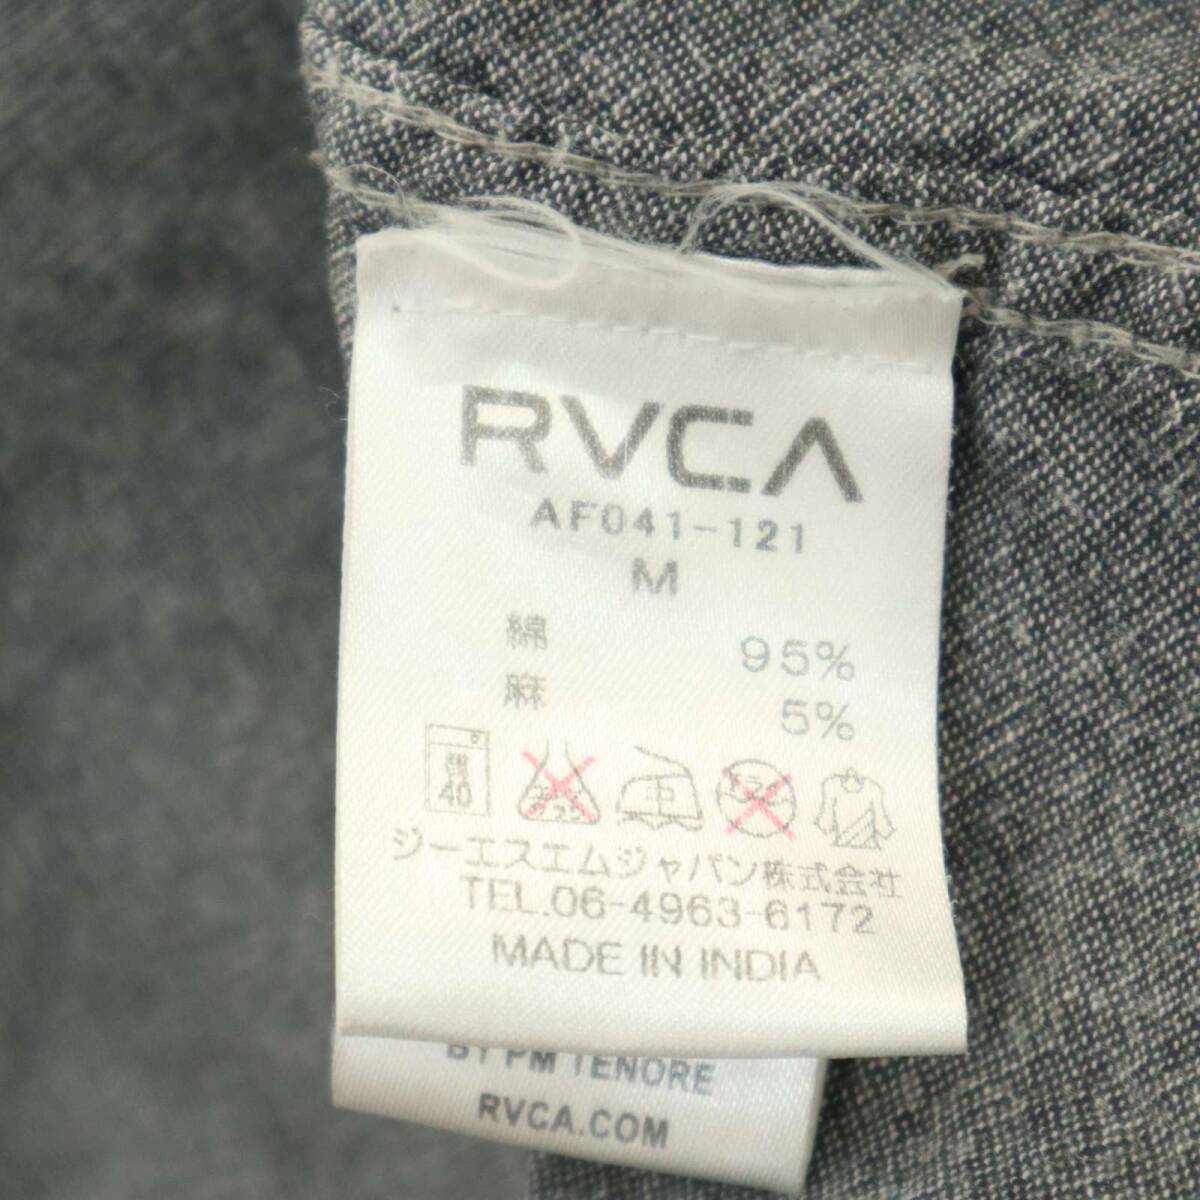 RVCA
AF041-121
M
綿 95%
麻 5%
40 中
ジーエスエムジャパン株式会社
TEL.06-4963-6172
MADE IN INDIA
BY PM TENORE
RVCA.COM